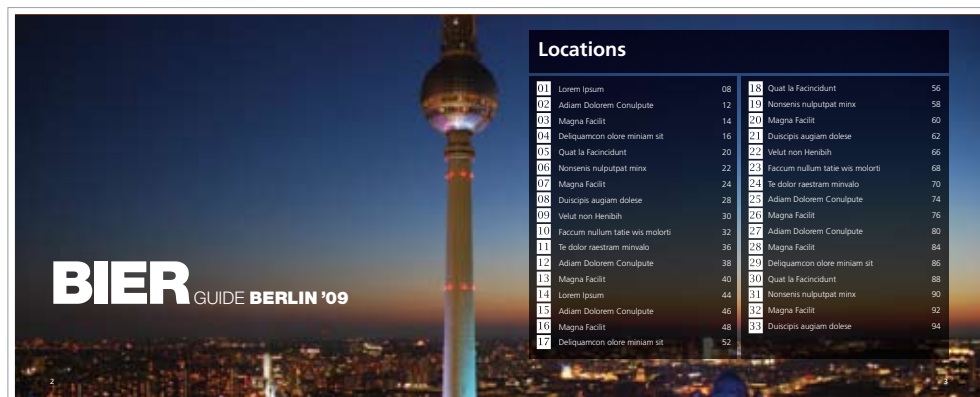 BIER GUIDE BERLIN ’09
2
Locations
01 Lorem Ipsum 08
02 Adiam Dolorem Conulpute 12
03 Magna Facilit 14
04 Deliquamcon olore miniam sit 16
05 Quat la Facincidunt 20
06 Nonsenis nulputpat minx 22
07 Magna Facilit 24
08 Duiscipis augiam dolese 28
09 Velut non Henibih 30
10 Faccum nullum tatie wis molorti 32
11 Te dolor raestram minvalo 36
12 Adiam Dolorem Conulpute 38
13 Magna Facilit 40
14 Lorem Ipsum 44
15 Adiam Dolorem Conulpute 46
16 Magna Facilit 48
17 Deliquamcon olore miniam sit 52
18 Quat la Facincidunt 56
19 Nonsenis nulputpat minx 58
20 Magna Facilit 60
21 Duiscipis augiam dolese 62
22 Velut non Henibih 66
23 Faccum nullum tatie wis molorti 68
24 Te dolor raestram minvalo 70
25 Adiam Dolorem Conulpute 74
26 Magna Facilit 76
27 Adiam Dolorem Conulpute 80
28 Magna Facilit 84
29 Deliquamcon olore miniam sit 86
30 Quat la Facincidunt 88
31 Nonsenis nulputpat minx 90
32 Magna Facilit 92
33 Duiscipis augiam dolese 94
3